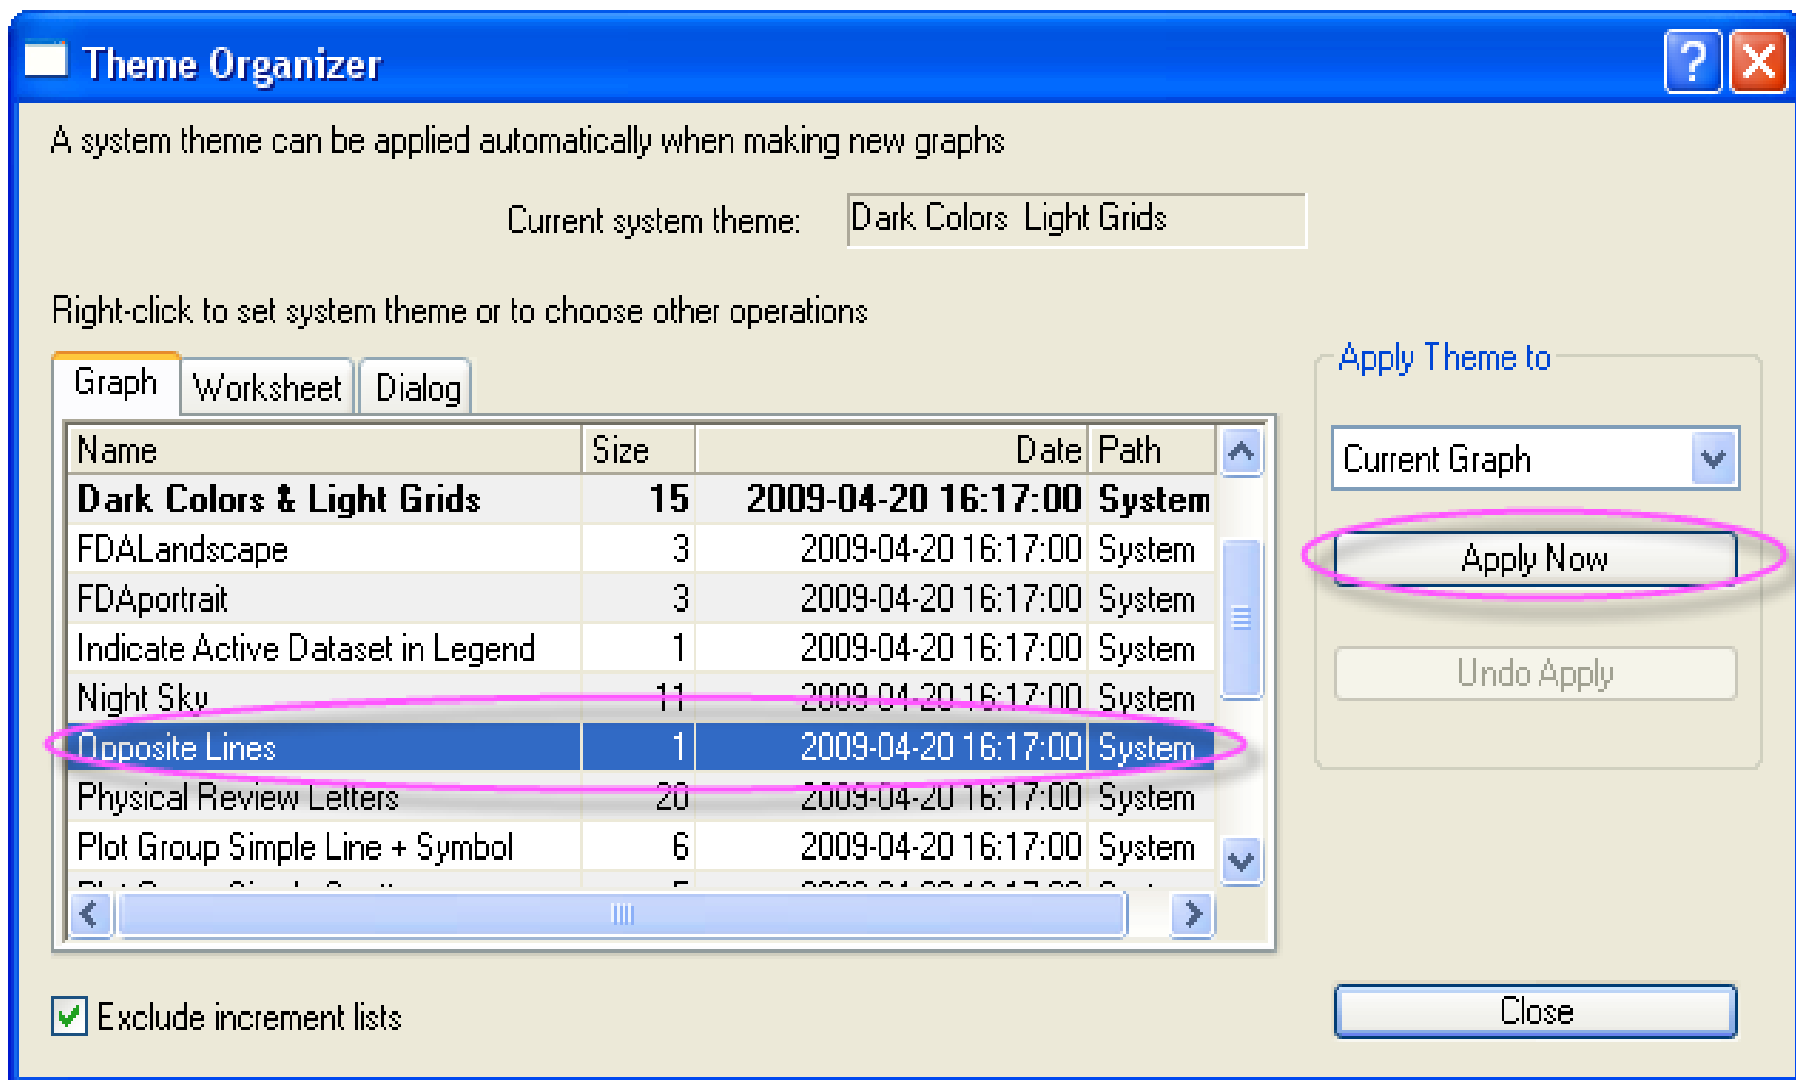 Theme Organizer
A system theme can be applied automatically when making new graphs
Current system theme: Dark Colors Light Grids
Right-click to set system theme or to choose other operations
Graph Worksheet Dialog
Name Size Date Path
Dark Colors & Light Grids 15 2009-04-20 16:17:00 System
FDALandscape 3 2009-04-20 16:17:00 System
FDAportrait 3 2009-04-20 16:17:00 System
Indicate Active Dataset in Legend 1 2009-04-20 16:17:00 System
Night Sky 11 2009-04-20 16:17:00 System
Opposite Lines 1 2009-04-20 16:17:00 System
Physical Review Letters 20 2009-04-20 16:17:00 System
Plot Group Simple Line + Symbol 6 2009-04-20 16:17:00 System
Apply Theme to
Current Graph
Apply Now
Undo Apply
Exclude increment lists
Close